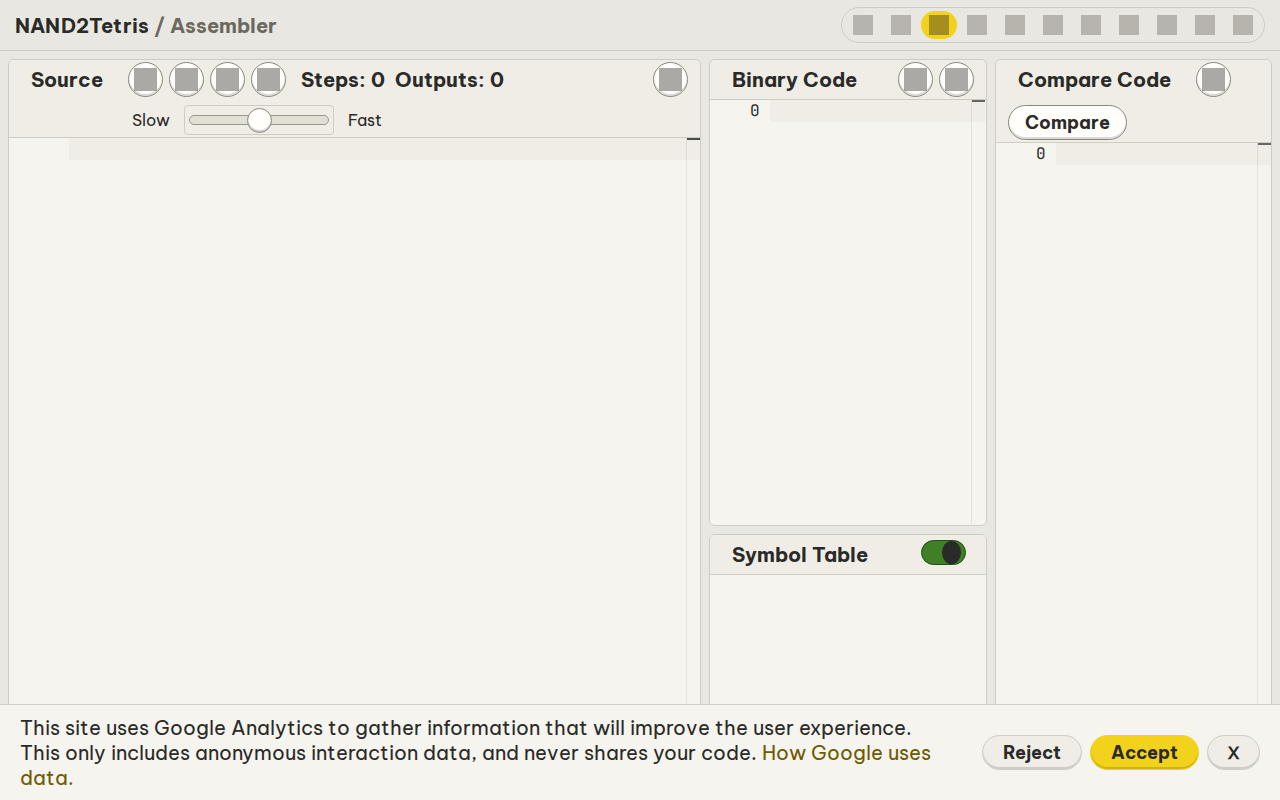 NAND2Tetris / Assembler
Source
Steps: 0 Outputs: 0
Slow
Fast
Binary Code
0
Symbol Table
Compare Code
Compare
0
This site uses Google Analytics to gather information that will improve the user experience.
This only includes anonymous interaction data, and never shares your code. How Google uses
data.
Reject
Accept
X